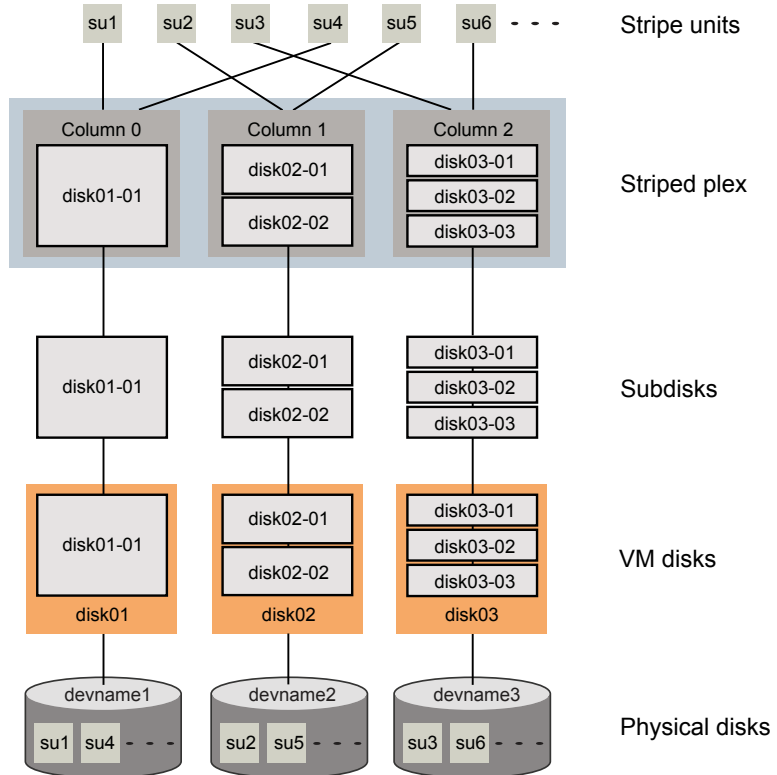 su1 su2 su3 su4 su5 su6 - - - - Stripe units
Column 0 Column 1 Column 2
disk01-01 disk02-01 disk02-02 disk03-01 disk03-02 disk03-03 Striped plex
disk01-01 disk02-01 disk02-02 disk03-01 disk03-02 disk03-03 Subdisks
disk01-01 disk02-01 disk02-02 disk03-01 disk03-02 disk03-03 VM disks
disk01 disk02 disk03
devname1 devname2 devname3
su1 su4 - - - - su2 su5 - - - - su3 su6 - - - - Physical disks